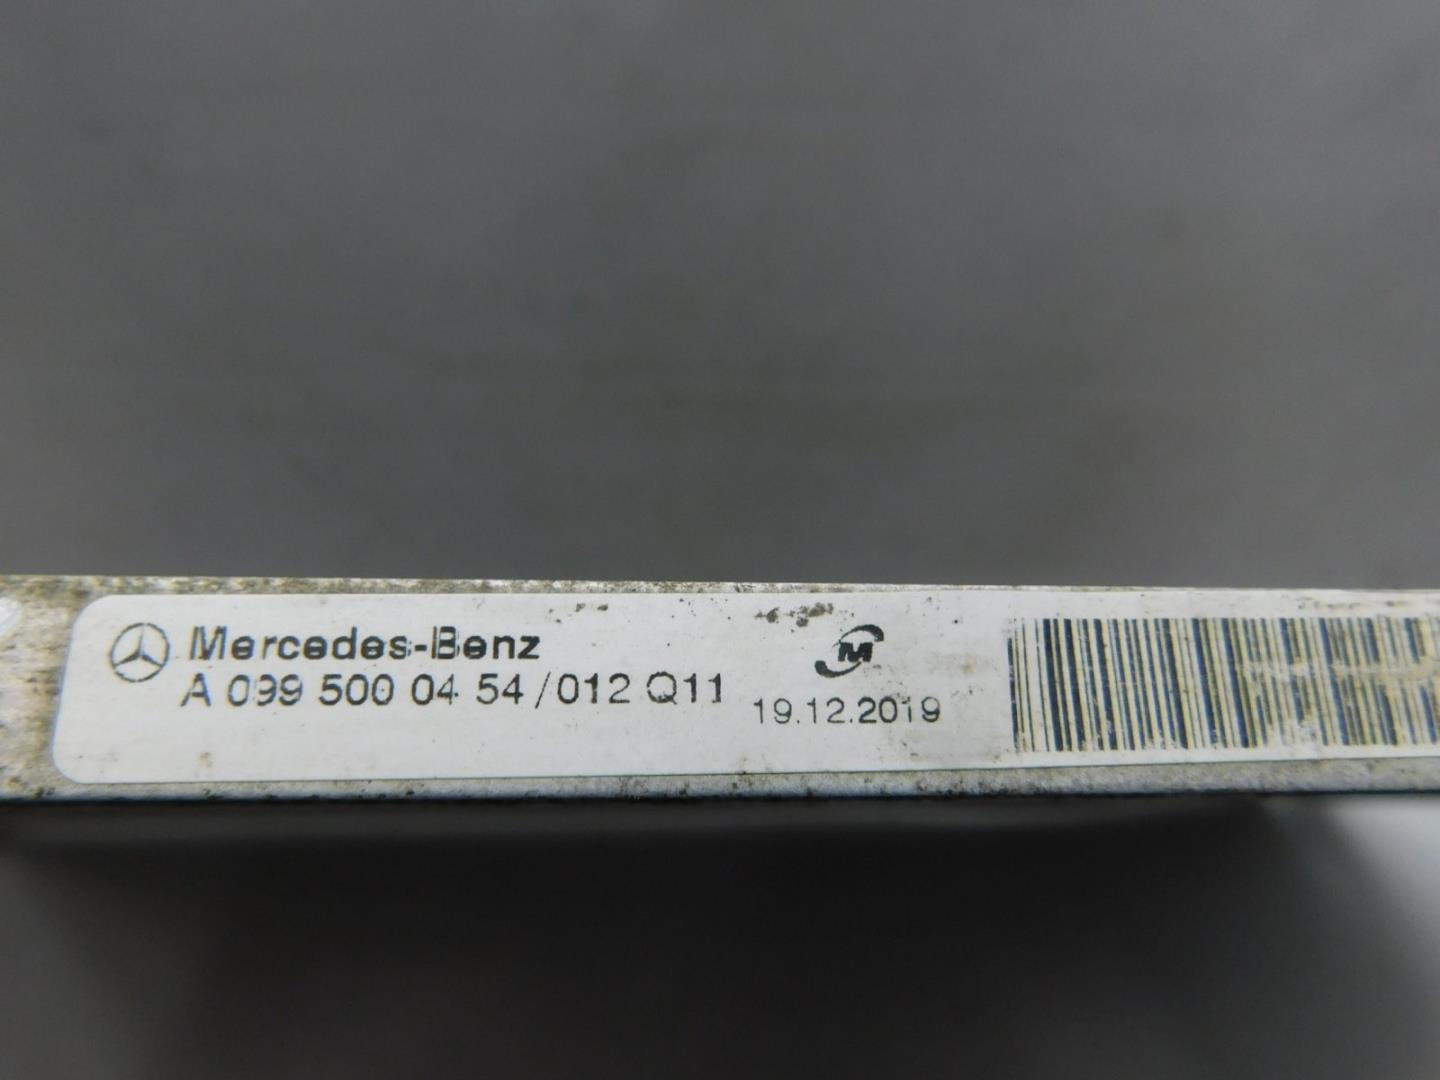 Mercedes-Benz
A 099 500 04 54 / 012 Q11
M
19.12.2019